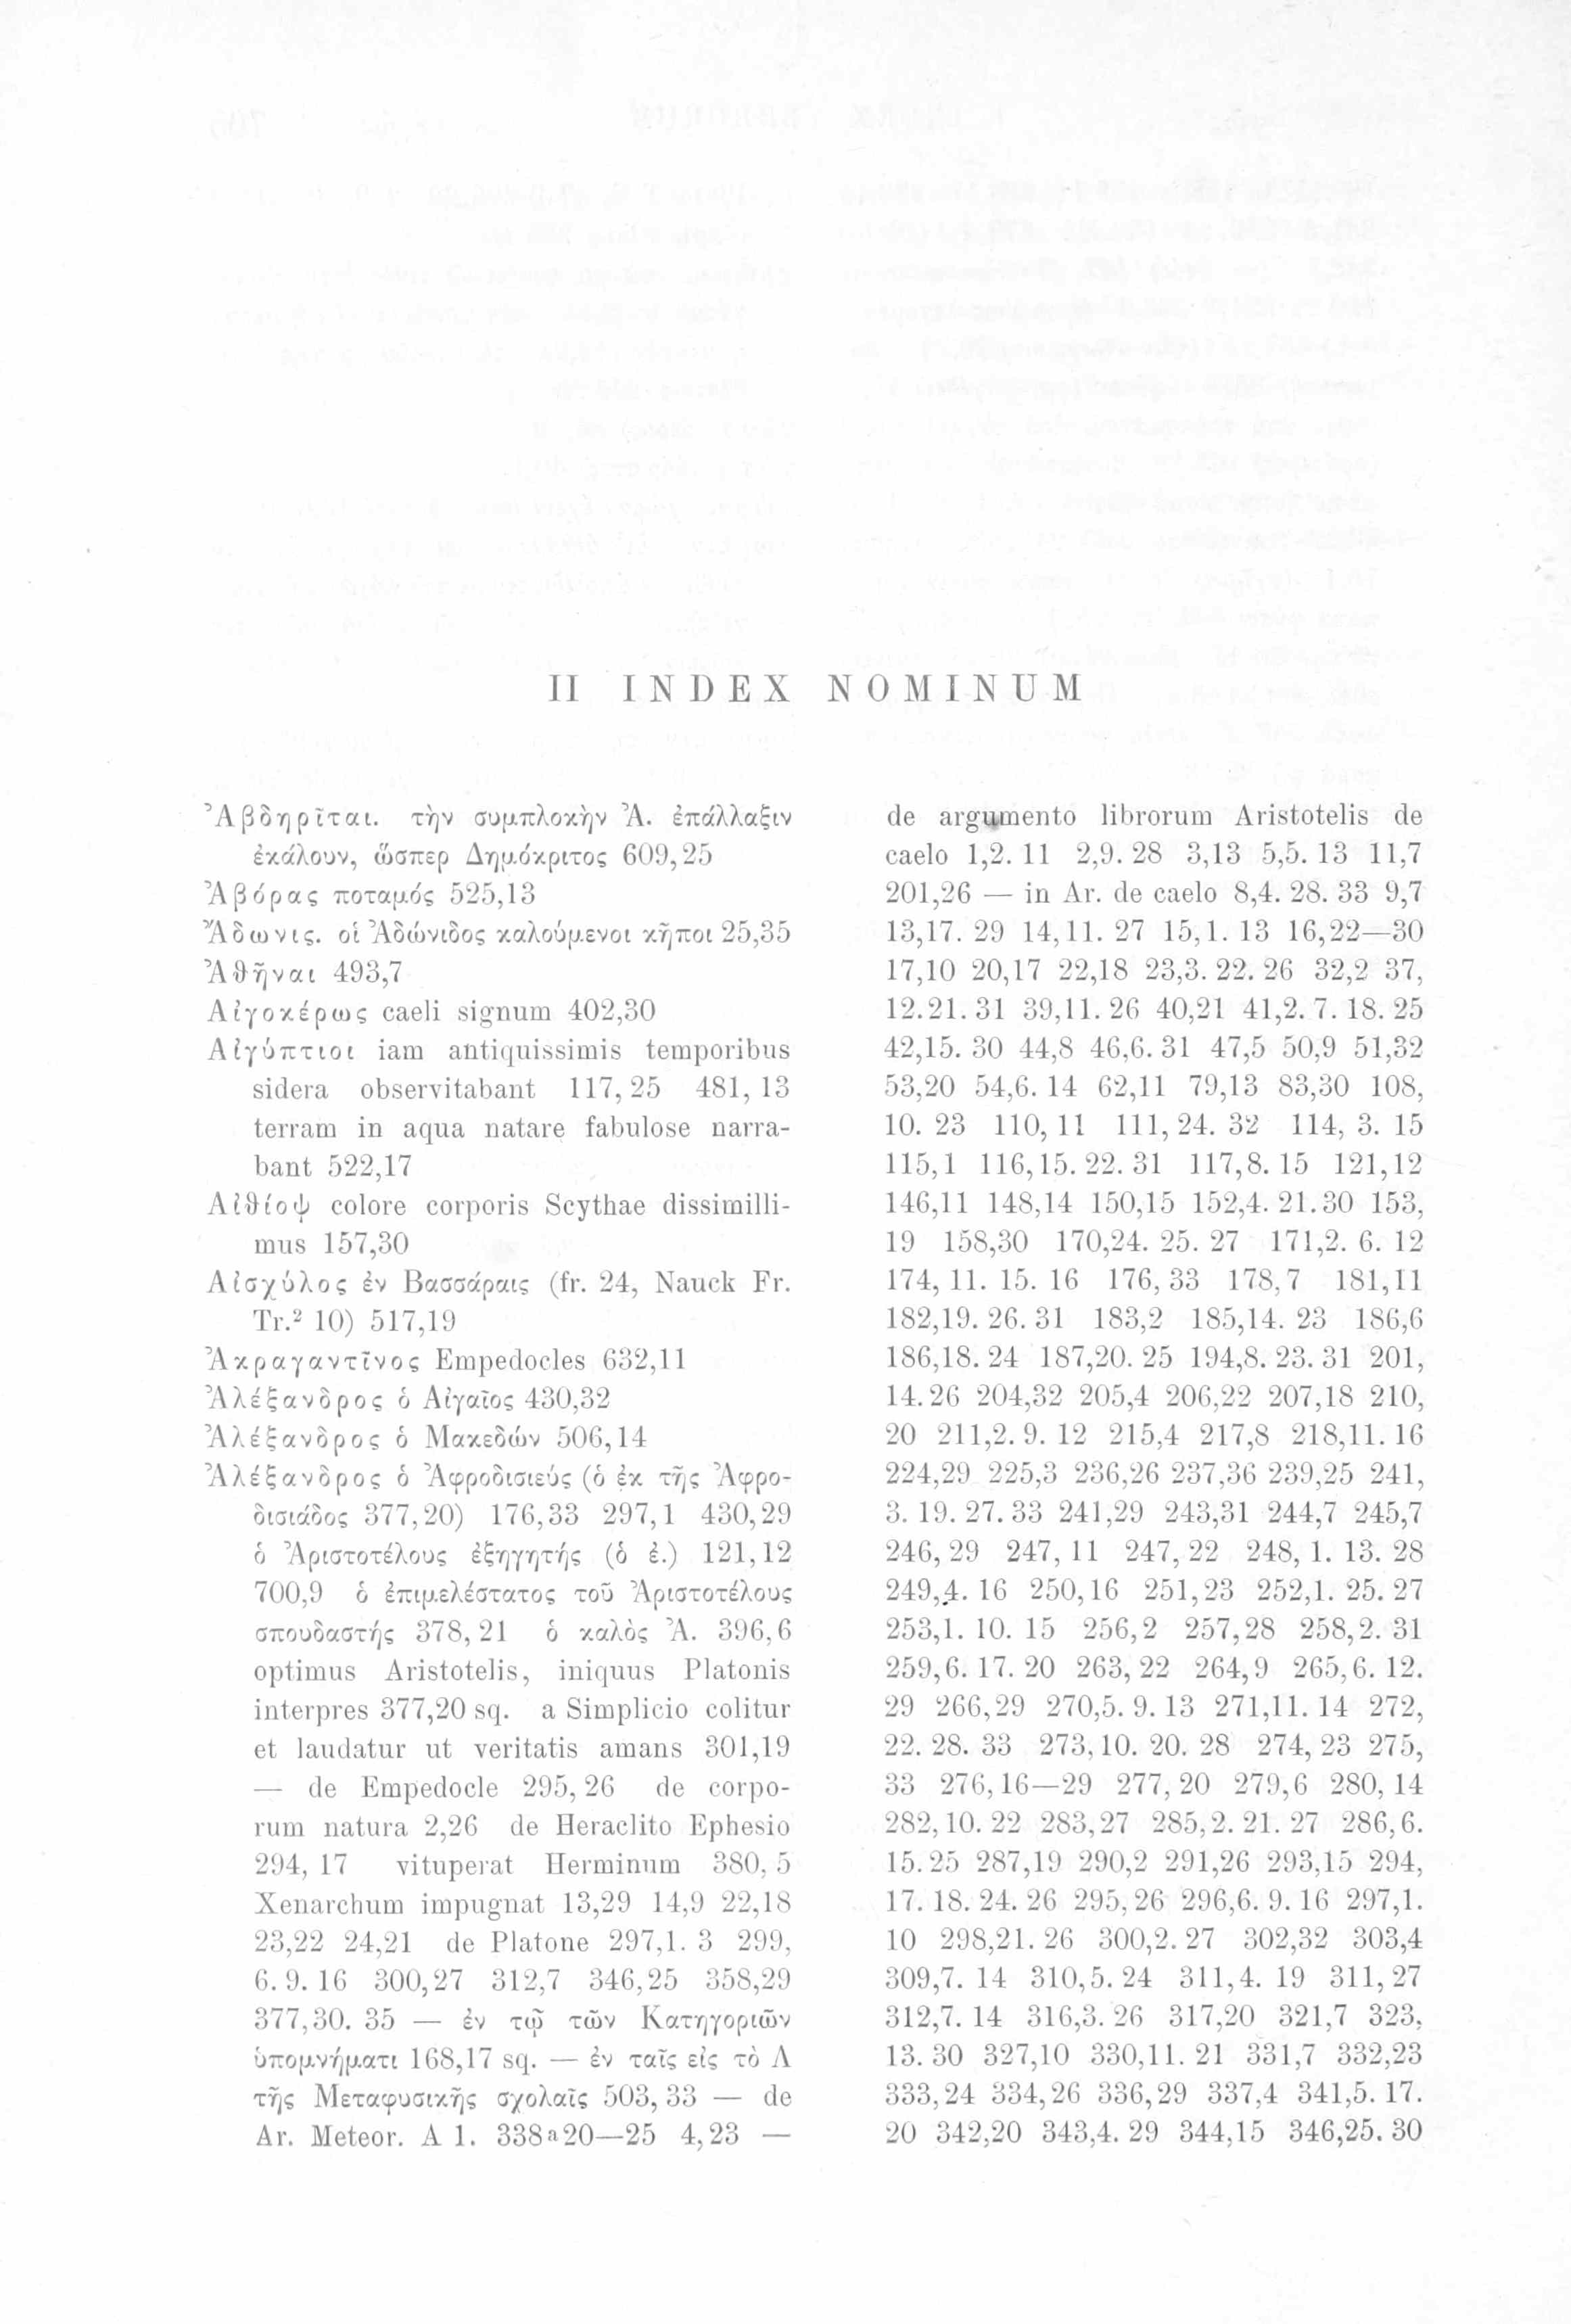 II INDEX NOMINUM
Ἀβδηρῖται. τὴν συμπλοκὴν Ἀ. ἐπάλλαξιν
ἐκάλουν, ὥσπερ Δημόκριτος 609,25
Ἀβόρας ποταμός 525,13
Ἄδωνις. οἱ Ἀδώνιδος καλούμενοι κῆποι 25,35
Ἀθῆναι 493,7
Αἰγοκέρως caeli signum 402,30
Αἰγύπτιοι iam antiquissimis temporibus
sidera observitabant 117,25 481,13
terram in aqua natare fabulose narra-
bant 522,17
Αἰθίοψ colore corporis Scythae dissimilli-
mus 157,30
Αἰσχύλος ἐν Βασσάραις (fr. 24, Nauck Fr.
Tr.² 10) 517,19
Ἀκραγαντῖνος Empedocles 632,11
Ἀλέξανδρος ὁ Αἰγαῖος 430,32
Ἀλέξανδρος ὁ Μακεδών 506,14
Ἀλέξανδρος ὁ Ἀφροδισιεύς (ὁ ἐκ τῆς Ἀφρο-
δισιάδος 377,20) 176,33 297,1 430,29
ὁ Ἀριστοτέλους ἐξηγητής (ὁ ἐ.) 121,12
700,9 ὁ ἐπιμελέστατος τοῦ Ἀριστοτέλους
σπουδαστής 378,21 ὁ καλὸς Ἀ. 396,6
optimus Aristotelis, iniquus Platonis
interpres 377,20 sq. a Simplicio colitur
et laudatur ut veritatis amans 301,19
— de Empedocle 295,26 de corpo-
rum natura 2,26 de Heraclito Ephesio
294,17 vituperat Herminum 380,5
Xenarchum impugnat 13,29 14,9 22,18
23,22 24,21 de Platone 297,1. 3 299,
6. 9. 16 300,27 312,7 346,25 358,29
377,30. 35 — ἐν τῷ τῶν Κατηγοριῶν
ὑπομνήματι 168,17 sq. — ἐν ταῖς εἰς τὸ Λ
τῆς Μεταφυσικῆς σχολαῖς 503,33 — de
Ar. Meteor. A 1. 338a20—25 4,23 —
de argumento librorum Aristotelis de
caelo 1,2. 11 2,9. 28 3,13 5,5. 13 11,7
201,26 — in Ar. de caelo 8,4. 28. 33 9,7
13,17. 29 14,11. 27 15,1. 13 16,22—30
17,10 20,17 22,18 23,3. 22. 26 32,2 37,
12. 21. 31 39,11. 26 40,21 41,2. 7. 18. 25
42,15. 30 44,8 46,6. 31 47,5 50,9 51,32
53,20 54,6. 14 62,11 79,13 83,30 108,
10. 23 110,11 111,24. 32 114,3. 15
115,1 116,15. 22. 31 117,8. 15 121,12
146,11 148,14 150,15 152,4. 21. 30 153,
19 158,30 170,24. 25. 27 171,2. 6. 12
174,11. 15. 16 176,33 178,7 181,11
182,19. 26. 31 183,2 185,14. 23 186,6
186,18. 24 187,20. 25 194,8. 23. 31 201,
14. 26 204,32 205,4 206,22 207,18 210,
20 211,2. 9. 12 215,4 217,8 218,11. 16
224,29 225,3 236,26 237,36 239,25 241,
3. 19. 27. 33 241,29 243,31 244,7 245,7
246,29 247,11 247,22 248,1. 13. 28
249,4. 16 250,16 251,23 252,1. 25. 27
253,1. 10. 15 256,2 257,28 258,2. 31
259,6. 17. 20 263,22 264,9 265,6. 12.
29 266,29 270,5. 9. 13 271,11. 14 272,
22. 28. 33 273,10. 20. 28 274,23 275,
33 276,16—29 277,20 279,6 280,14
282,10. 22 283,27 285,2. 21. 27 286,6.
15. 25 287,19 290,2 291,26 293,15 294,
17. 18. 24. 26 295,26 296,6. 9. 16 297,1.
10 298,21. 26 300,2. 27 302,32 303,4
309,7. 14 310,5. 24 311,4. 19 311,27
312,7. 14 316,3. 26 317,20 321,7 323,
13. 30 327,10 330,11. 21 331,7 332,23
333,24 334,26 336,29 337,4 341,5. 17.
20 342,20 343,4. 29 344,15 346,25. 30